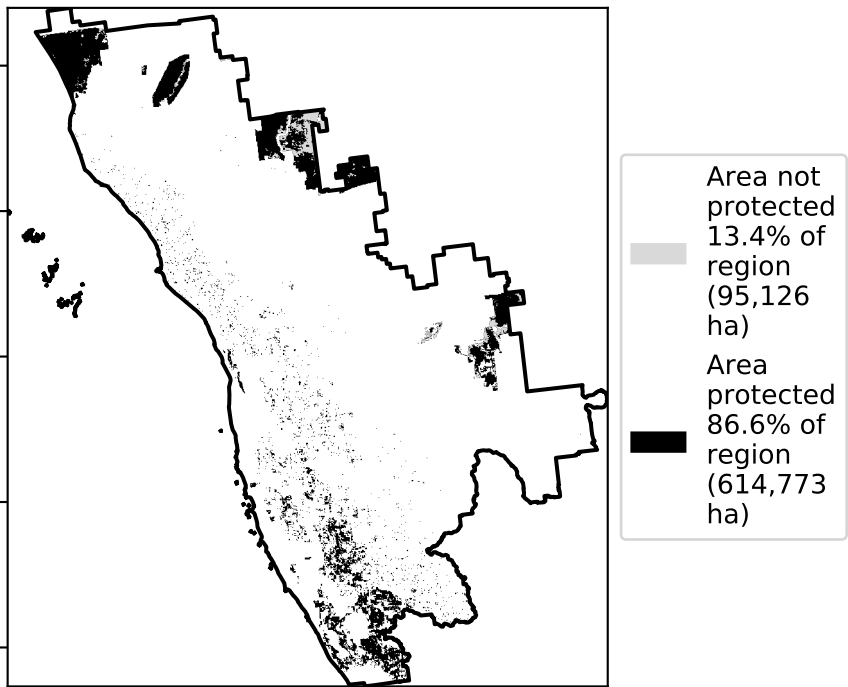 Area not
protected
13.4% of
region
(95,126
ha)
Area
protected
86.6% of
region
(614,773
ha)